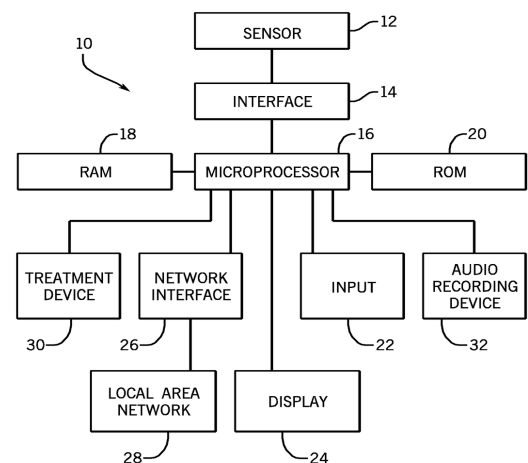 SENSOR
12
10
INTERFACE
14
18
16
20
RAM
MICROPROCESSOR
ROM
TREATMENT
DEVICE
NETWORK
INTERFACE
INPUT
AUDIO
RECORDING
DEVICE
30
26
22
32
LOCAL AREA
NETWORK
DISPLAY
28
24